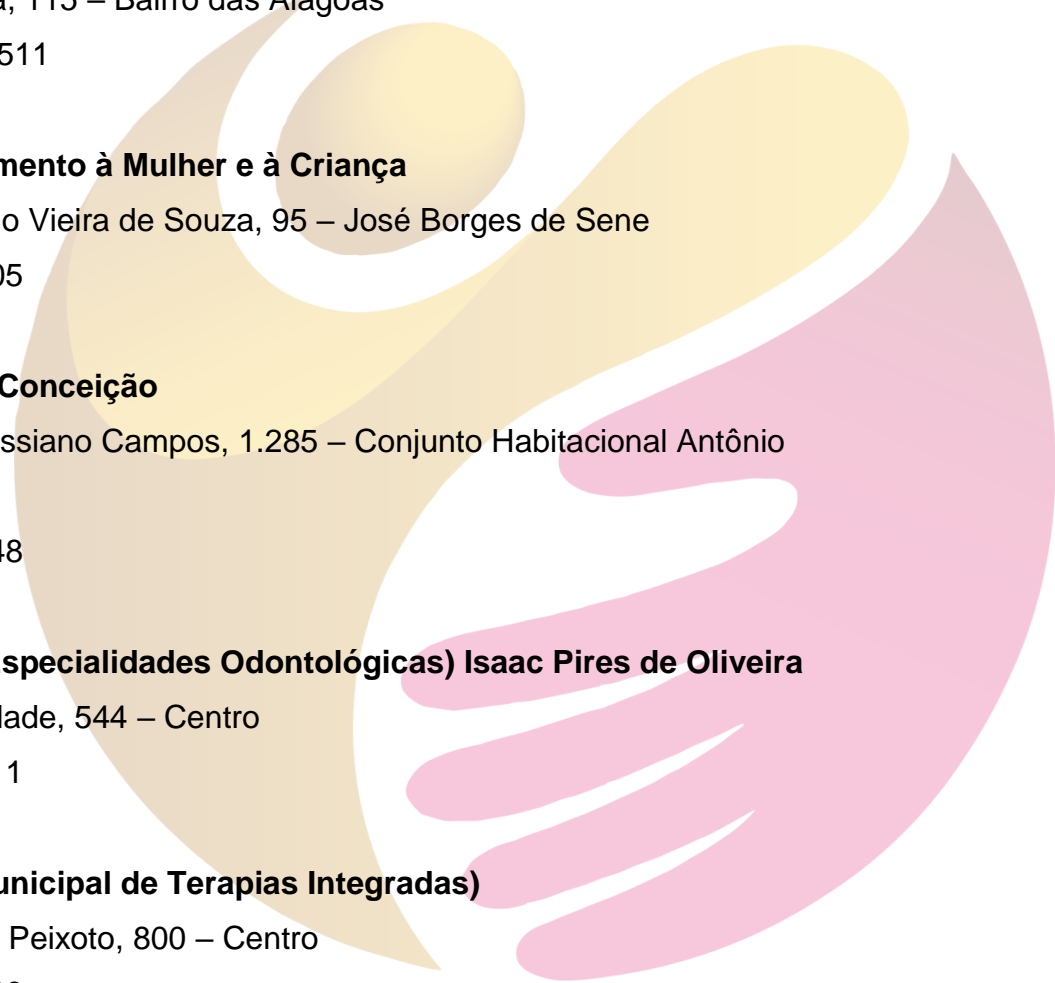 115 – Bairro das Alagoas
511
mento à Mulher e à Criança
o Vieira de Souza, 95 – José Borges de Sene
05
Conceição
ssiano Campos, 1.285 – Conjunto Habitacional Antônio
48
specialidades Odontológicas) Isaac Pires de Oliveira
dade, 544 – Centro
1
unicipal de Terapias Integradas)
Peixoto, 800 – Centro